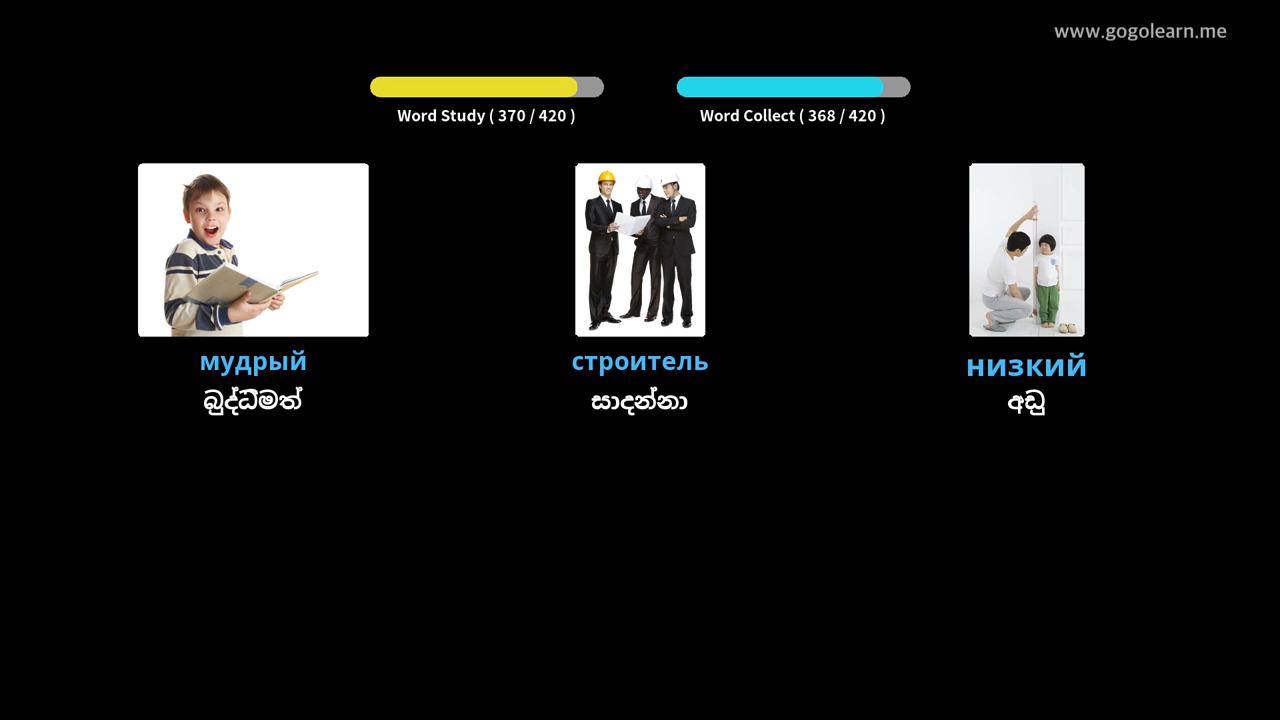 www.gogolearn.me
Word Study ( 370 / 420 )
Word Collect ( 368 / 420 )
мудрый
බුද්ධිමත්
строитель
සාදන්නා
низкий
අඩු